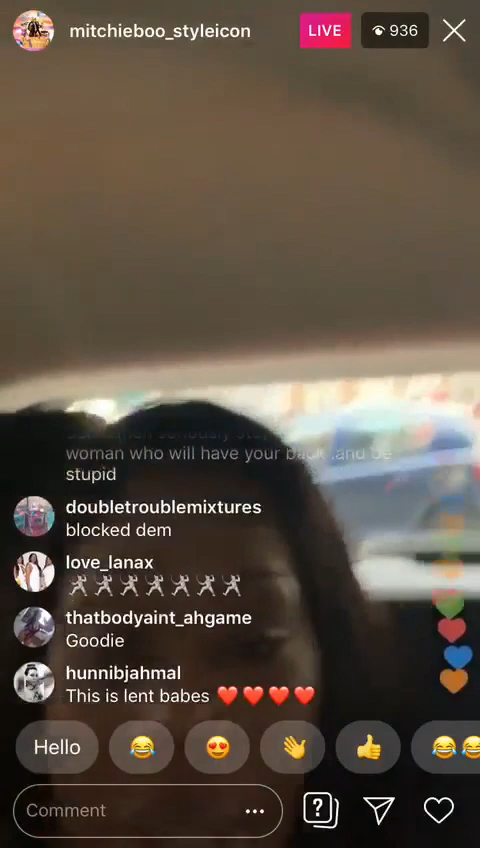 mitchieboo_styleicon
LIVE
936
woman who will have your back .and be
stupid
doubletroublemixtures
blocked dem
love_lanax
thatbodyaint_ahgame
Goodie
hunnibjahmal
This is lent babes ❤️❤️❤️❤️
Hello
Comment